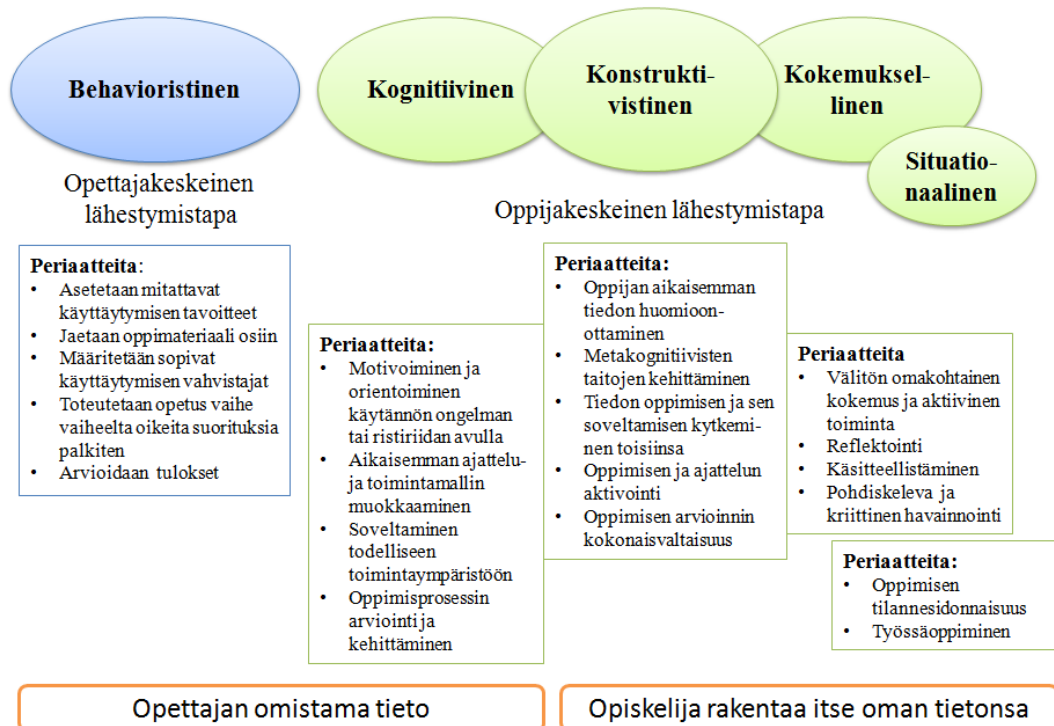 Behavioristinen
Kognitiivinen
Konstrukti-
vistinen
Kokemuksel-
linen
Situatio-
naalinen
Opettajakeskeinen
lähestymistapa
Oppijakeskeinen lähestymistapa
Periaatteita:
• Asetetaan mitattavat
käyttäytymisen tavoitteet
• Jaetaan oppimateriaali osiin
• Määritetään sopivat
käyttäytymisen vahvistajat
• Toteutetaan opetus vaihe
vaiheelta oikeita suorituksia
palkiten
• Arvioidaan tulokset
Periaatteita:
• Motivoiminen ja
orientoiminen
käytännön ongelman
tai ristiriidan avulla
• Aikaisemman ajattelu-
ja toimintamallin
muokkaaminen
• Soveltaminen
todelliseen
toimintaympäristöön
• Oppimisprosessin
arviointi ja
kehittäminen
Periaatteita:
• Oppijan aikaisemman
tiedon huomioon-
ottaminen
• Metakognitiivisten
taitojen kehittäminen
• Tiedon oppimisen ja sen
soveltamisen kytkemi-
nen toisiinsa
• Oppimisen ja ajattelun
aktivointi
• Oppimisen arvioinnin
kokonaisvaltaisuus
Periaatteita
• Välitön omakohtainen
kokemus ja aktiivinen
toiminta
• Reflektointi
• Käsitteellistäminen
• Pohdiskeleva ja
kriittinen havainnointi
Periaatteita:
• Oppimisen
tilannesidonnaisuus
• Työssäoppiminen
Opettajan omistama tieto
Opiskelija rakentaa itse oman tietonsa